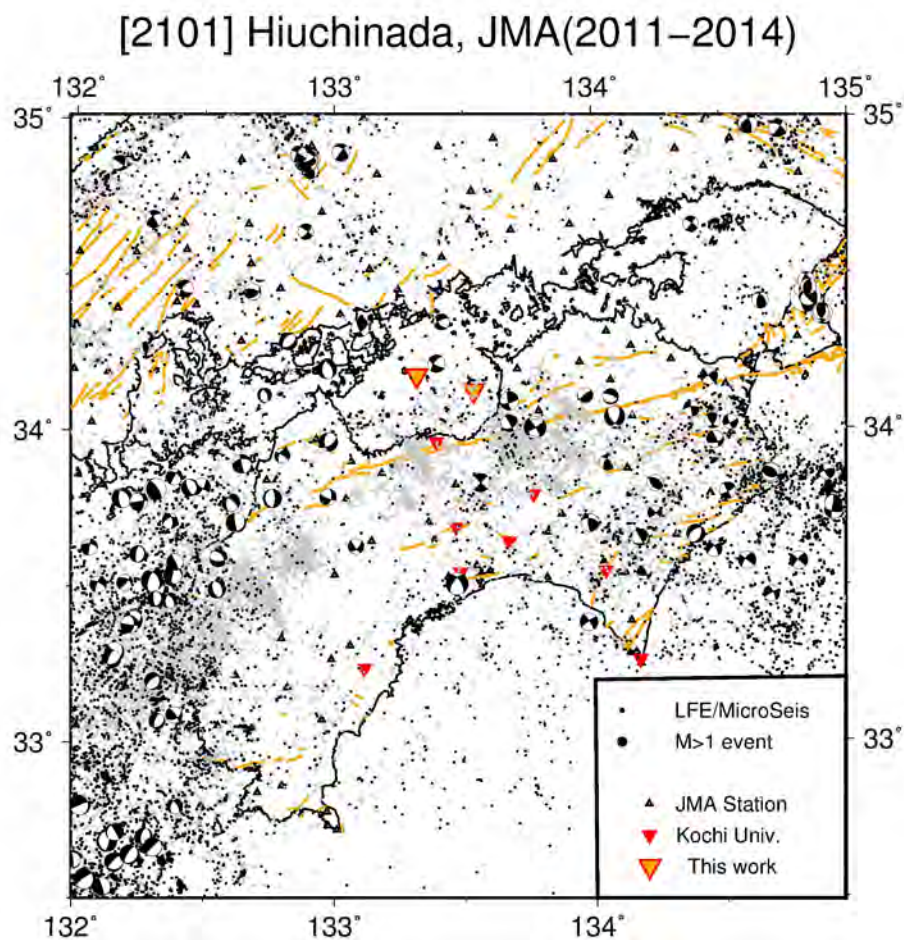 [2101] Hiuchinada, JMA(2011–2014)
132° 133° 134° 135°
35° 35°
34° 34°
33° 33°
LFE/MicroSeis
M>1 event
JMA Station
Kochi Univ.
This work
132° 133° 134°